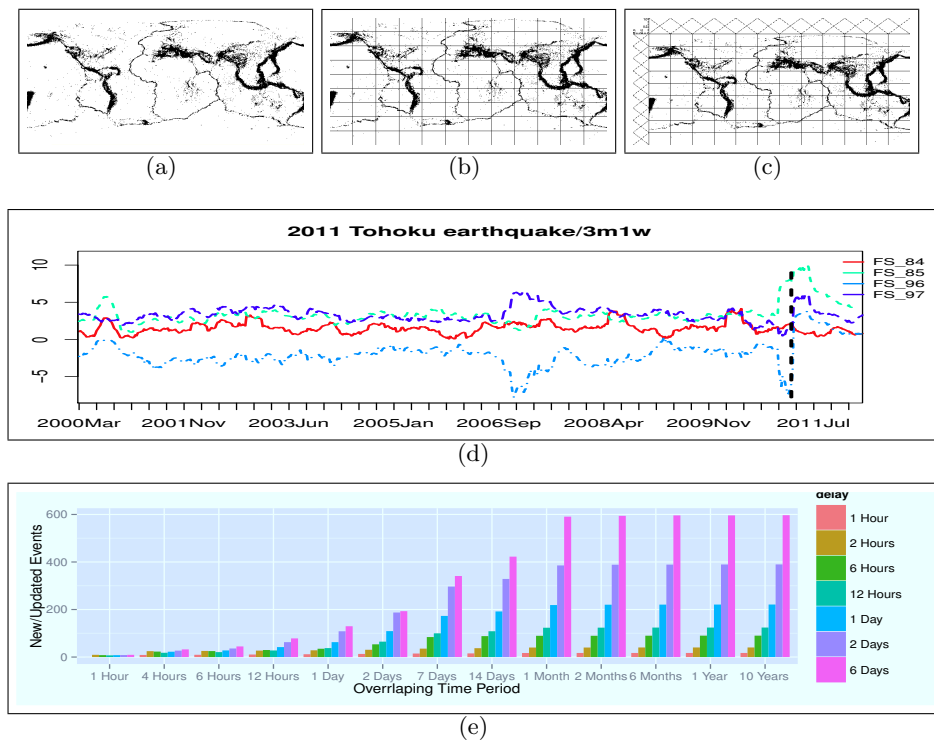 (a)
(b)
(c)
2011 Tohoku earthquake/3m1w
10
5
0
-5
FS_84
FS_85
FS_96
FS_97
2000Mar 2001Nov 2003Jun 2005Jan 2006Sep 2008Apr 2009Nov 2011Jul
(d)
New/Updated Events
600
400
200
0
1 Hour 4 Hours 6 Hours 12 Hours 1 Day 2 Days 7 Days 14 Days 1 Month 2 Months 6 Months 1 Year 10 Years
Overlaping Time Period
delay
1 Hour
2 Hours
6 Hours
12 Hours
1 Day
2 Days
6 Days
(e)